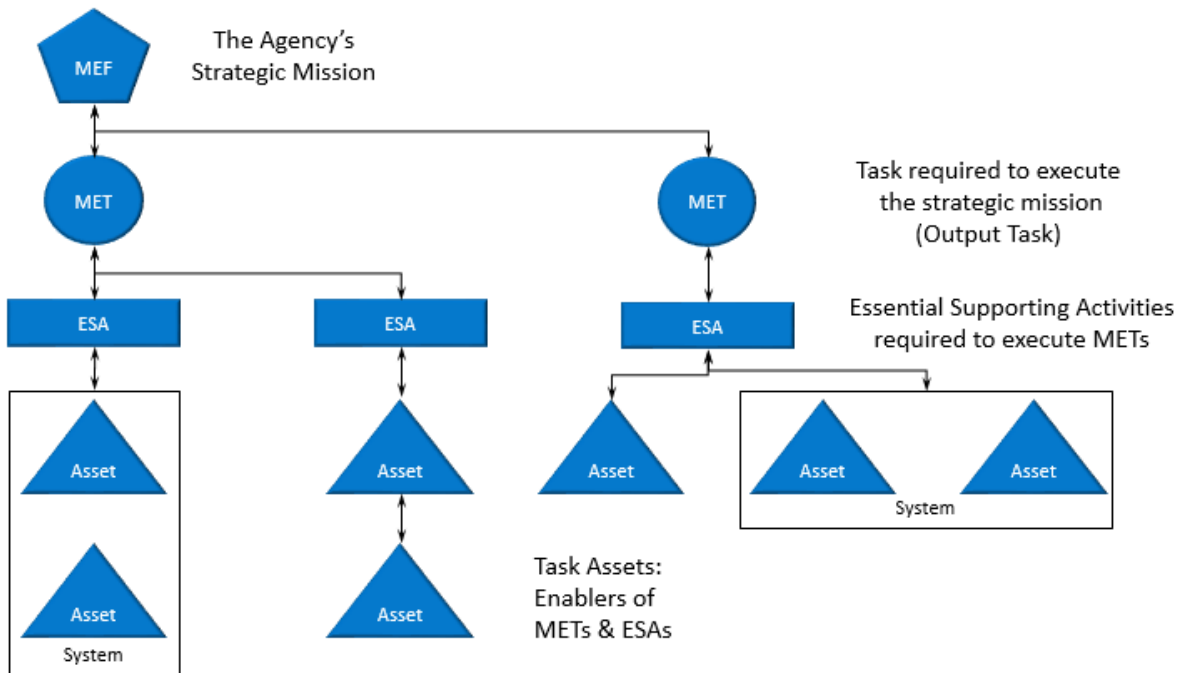 MEF
The Agency's
Strategic Mission
MET
MET
Task required to execute
the strategic mission
(Output Task)
ESA
ESA
ESA
Essential Supporting Activities
required to execute METs
Asset
Asset
Asset
Asset
Asset
System
Asset
Asset
Task Assets:
Enablers of
METs & ESAs
System